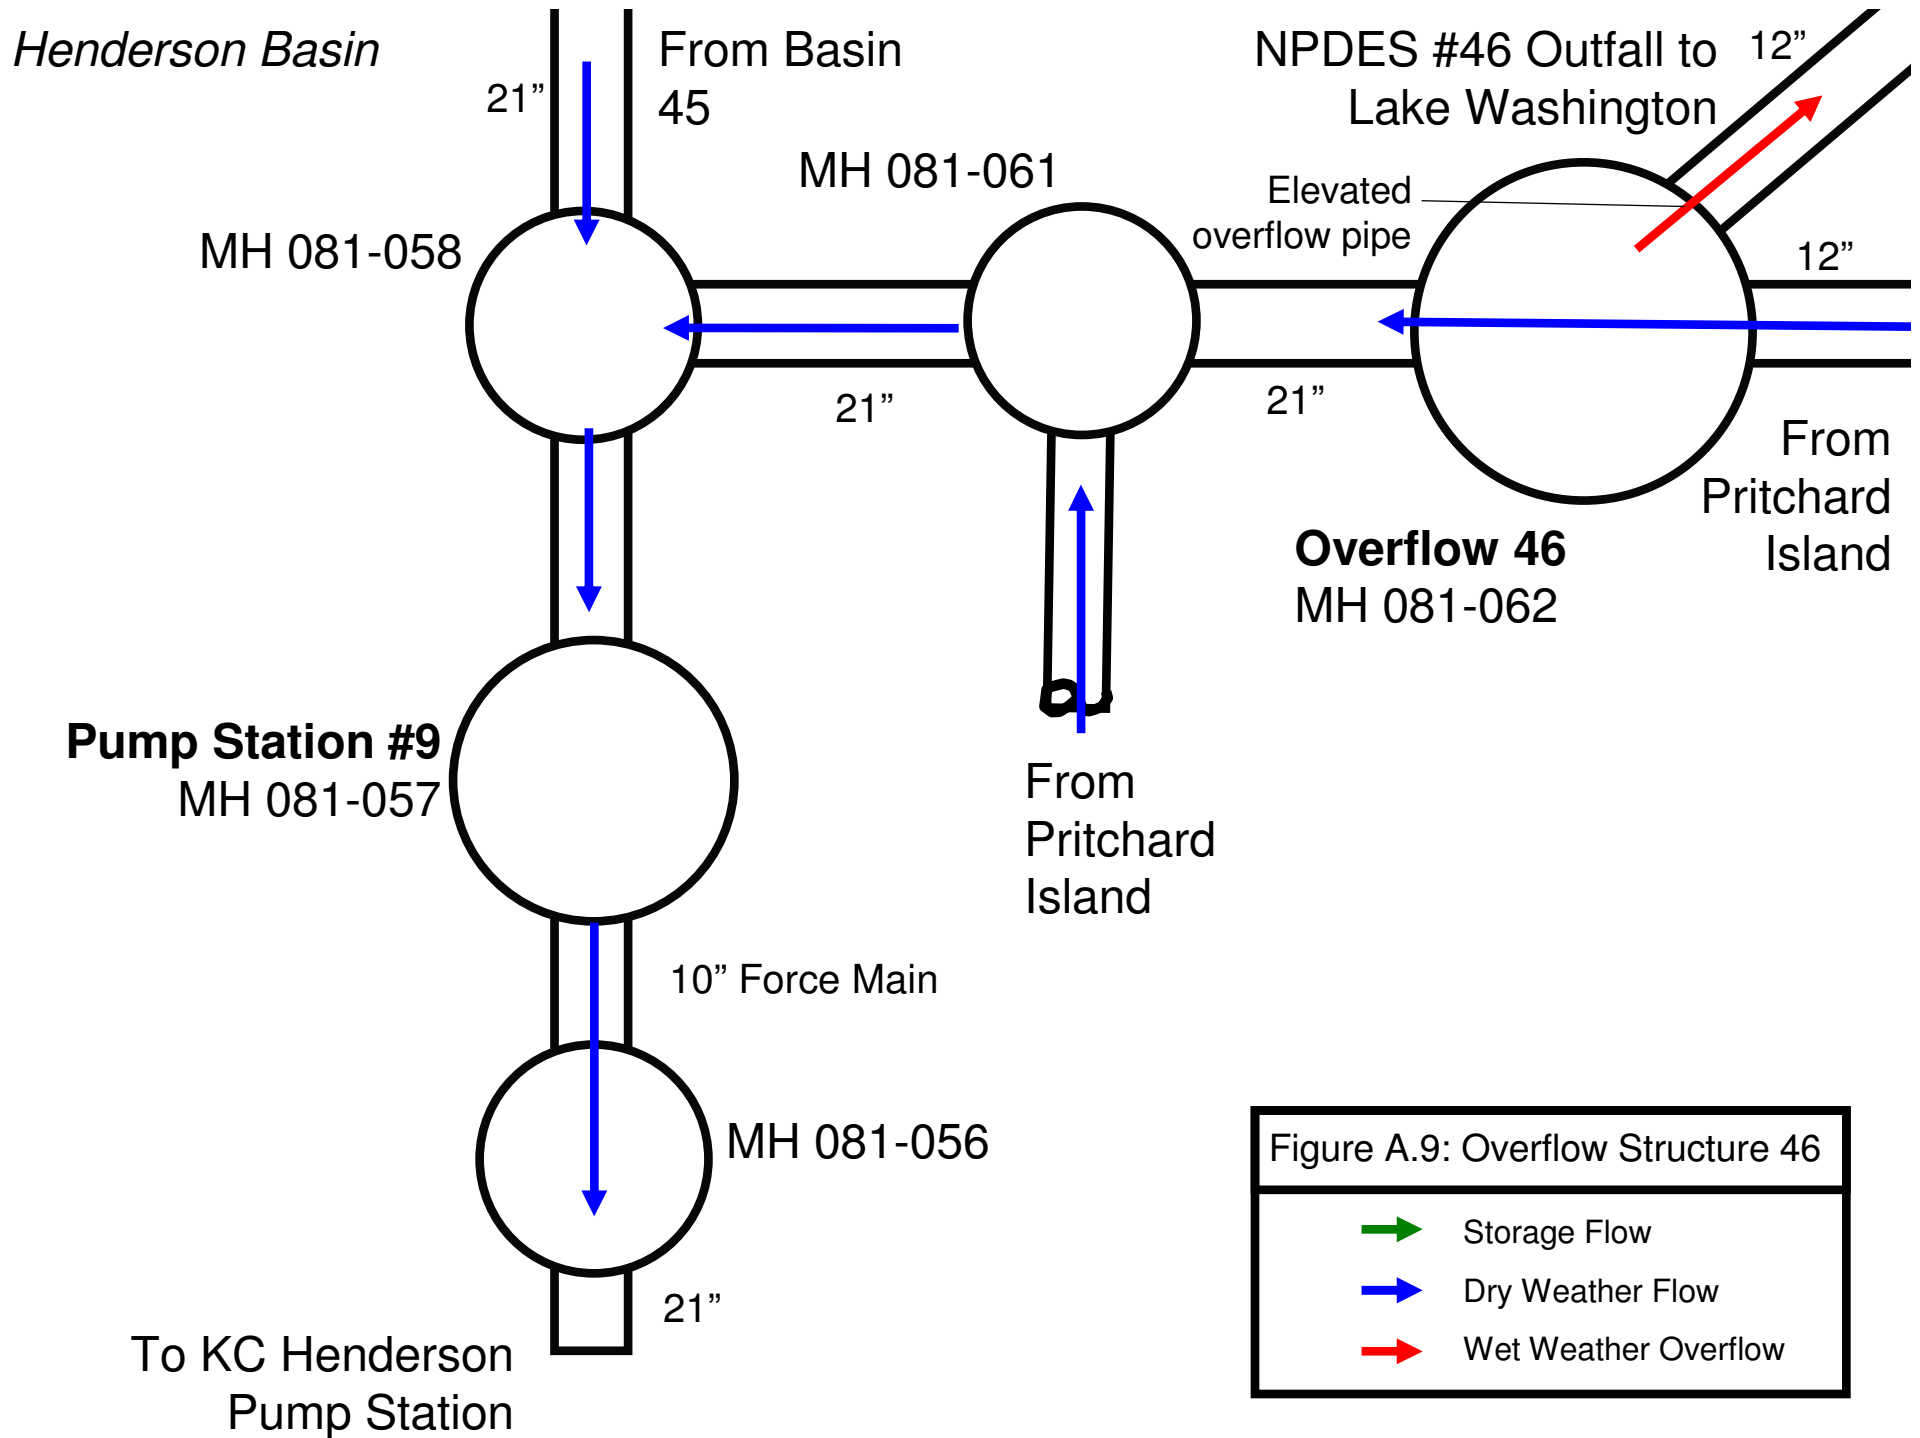 Henderson Basin
21”
From Basin
45
NPDES #46 Outfall to
Lake Washington
12”
MH 081-061
Elevated
overflow pipe
MH 081-058
12”
21”
21”
From
Pritchard
Island
Overflow 46
MH 081-062
Pump Station #9
MH 081-057
From
Pritchard
Island
10” Force Main
MH 081-056
21”
To KC Henderson
Pump Station
Figure A.9: Overflow Structure 46
Storage Flow
Dry Weather Flow
Wet Weather Overflow